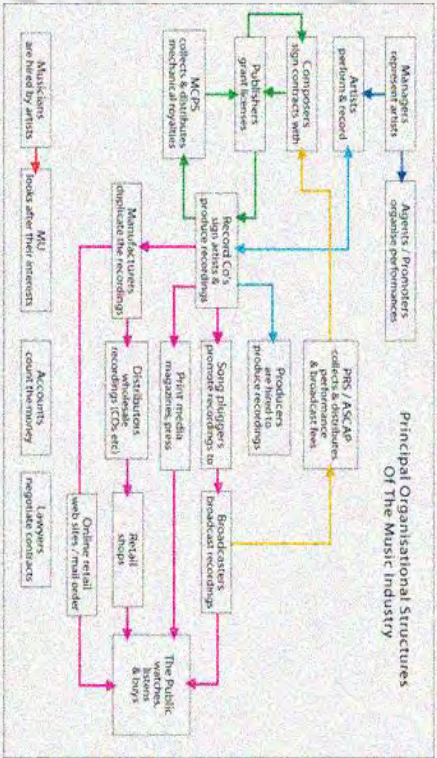 Principal Organisational Structures
Of The Music Industry
Managers
represent artists
Agents / Promoters
organise performances
Artists
perform & record
PRS / ASCAP
collects & distributes
performance
& broadcast fees
Composers
sign contracts with
Publishers
grant licenses
Record Co's
sign artists &
produce recordings
Producers
are hired to
produce recordings
Song pluggers
promote recordings to
Broadcasters
broadcast recordings
MCPS
collects & distributes
mechanical royalties
Print media
magazines, press
The Public
watches,
listens
& buys
Manufacturers
duplicate the recordings
Distributors
wholesale
recordings (CDs etc)
Retail
shops
Online retail
web sites / mail order
Musicians
are hired by artists
MU
looks after their interests
Accounts
count the money
Lawyers
negotiate contracts